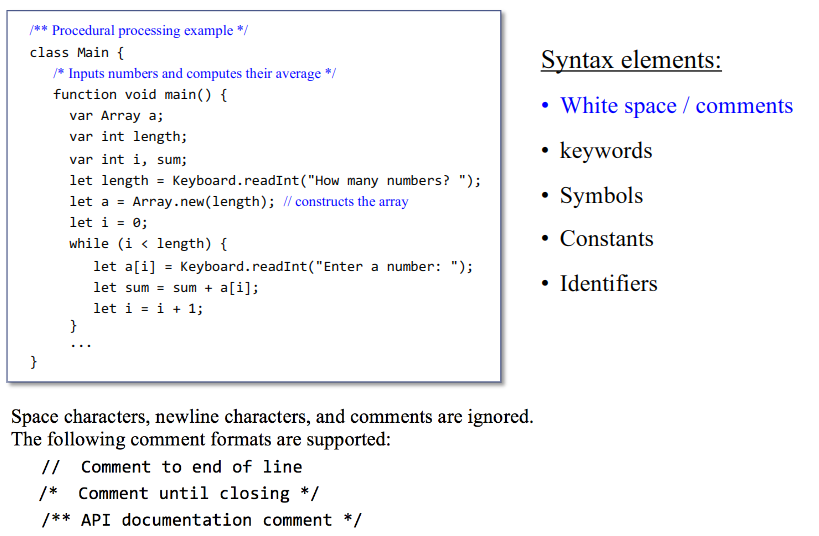 /** Procedural processing example */
class Main {
/* Inputs numbers and computes their average */
function void main() {
var Array a;
var int length;
var int i, sum;
let length = Keyboard.readInt("How many numbers? ");
let a = Array.new(length); // constructs the array
let i = 0;
while (i < length) {
let a[i] = Keyboard.readInt("Enter a number: ");
let sum = sum + a[i];
let i = i + 1;
}
...
}
Syntax elements:
• White space / comments
• keywords
• Symbols
• Constants
• Identifiers
Space characters, newline characters, and comments are ignored.
The following comment formats are supported:
// Comment to end of line
/* Comment until closing */
/** API documentation comment */